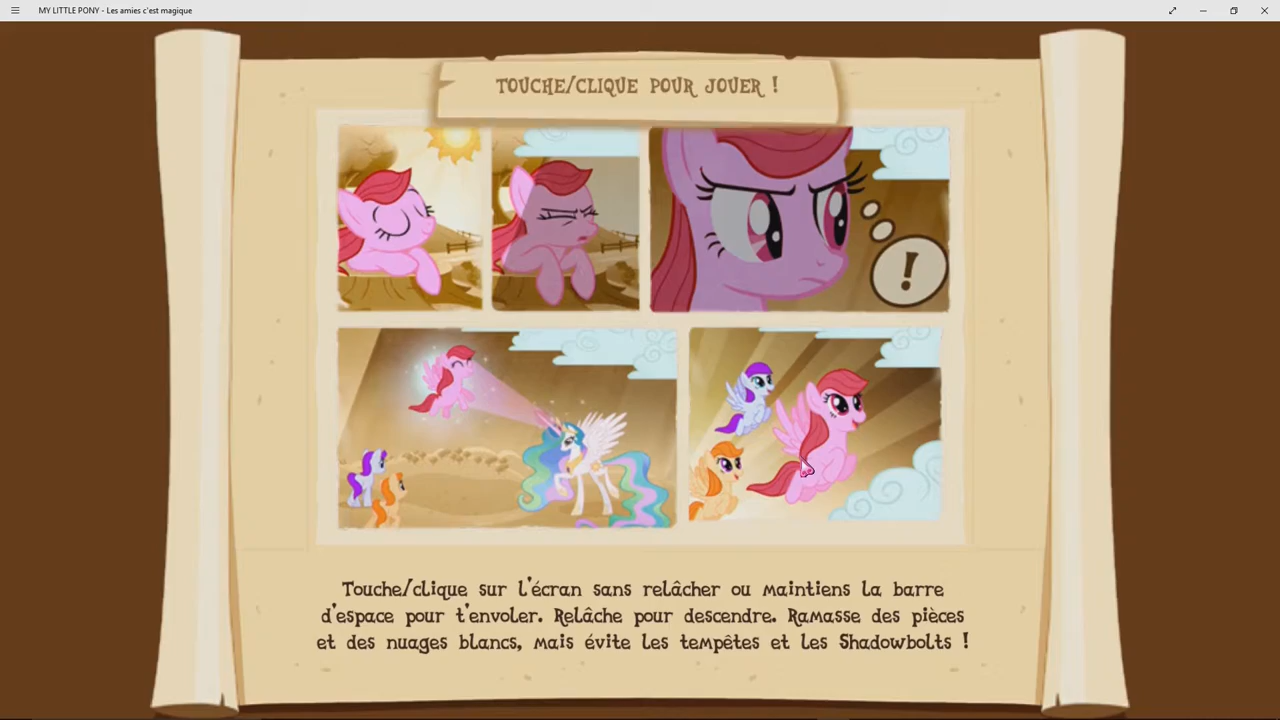 MY LITTLE PONY - Les amies c'est magique
TOUCHE/CLIQUE POUR JOUER !
!
Touche/clique sur l'écran sans relâcher ou maintiens la barre
d'espace pour t'envoler. Relâche pour descendre. Ramasse des pièces
et des nuages blancs, mais évite les tempêtes et les Shadowbolts !